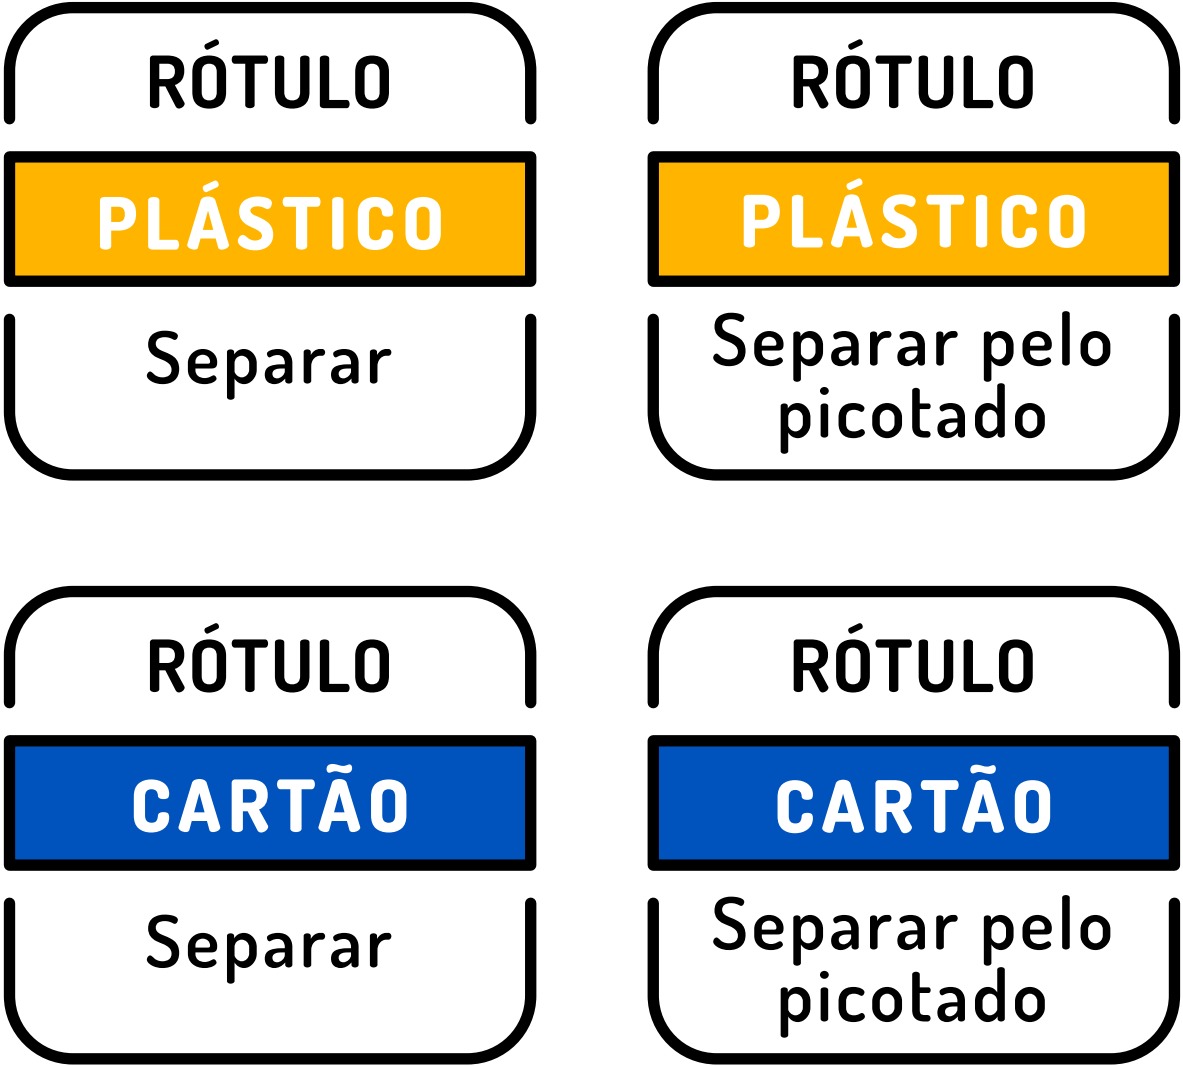 RÓTULO
PLÁSTICO
Separar
RÓTULO
PLÁSTICO
Separar pelo
picotado
RÓTULO
CARTÃO
Separar
RÓTULO
CARTÃO
Separar pelo
picotado